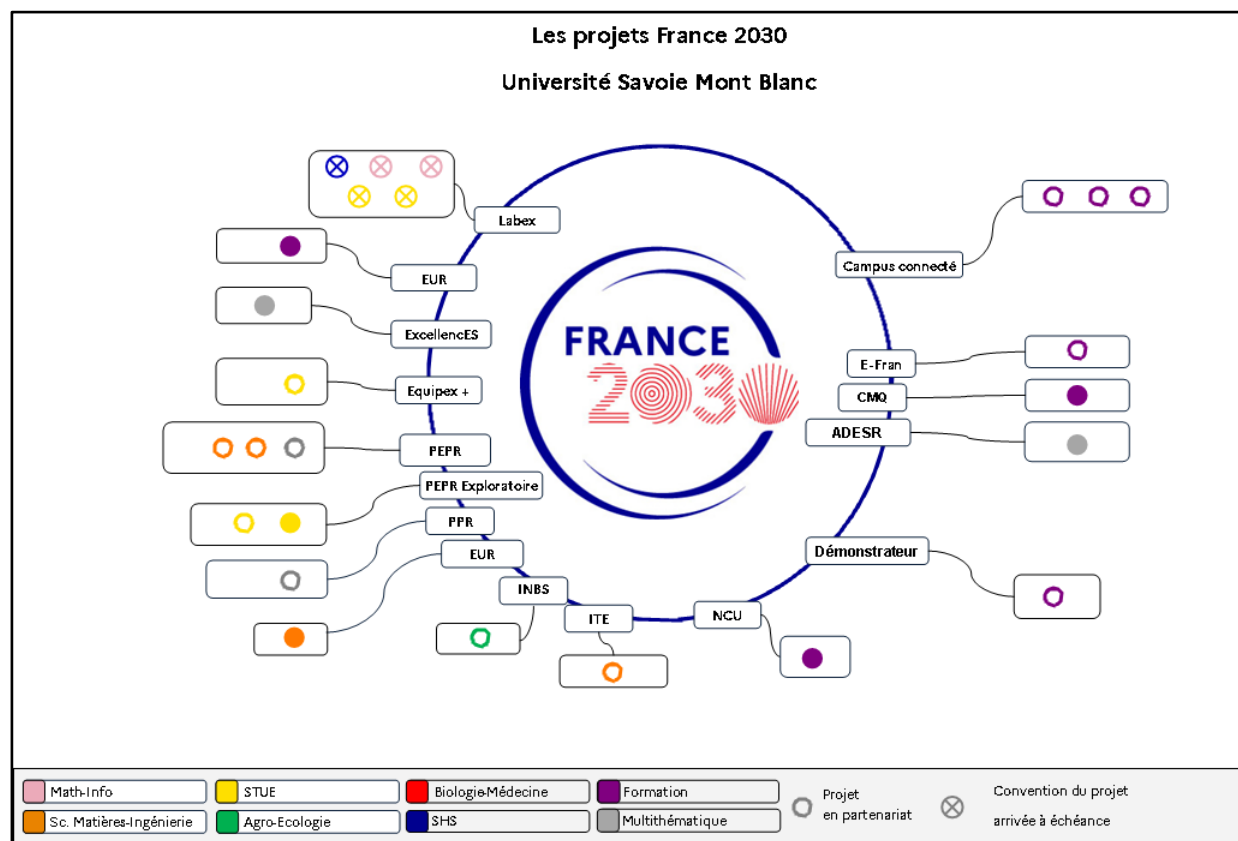 Les projets France 2030
Université Savoie Mont Blanc
Labex
EUR
ExcellencES
Equipex +
PEPR
PEPR Exploratoire
PPR
EUR
INBS
ITE
NCU
Démonstrateur
ADESR
CMQ
E-Fran
Campus connecté
FRANCE
2030
Math-Info
STUE
Biologie-Médecine
Formation
Sc. Matières-Ingénierie
Agro-Ecologie
SHS
Multithématique
Projet
en partenariat
Convention du projet
arrivée à échéance